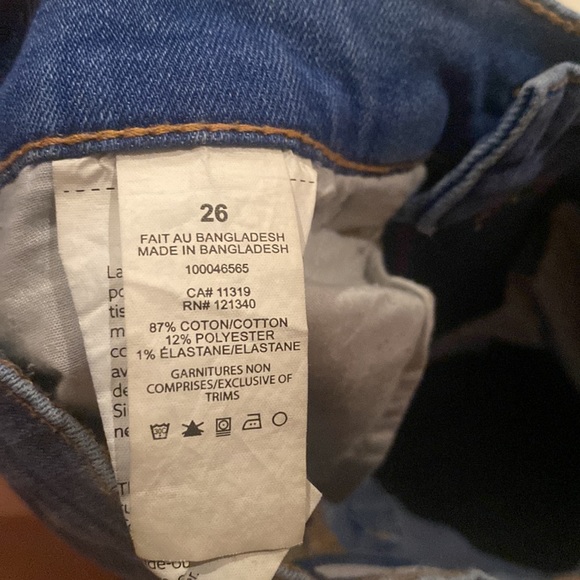 26
FAIT AU BANGLADESH
MADE IN BANGLADESH
100046565
CA# 11319
RN# 121340
87% COTON/COTTON
12% POLYESTER
1% ÉLASTANE/ELASTANE
GARNITURES NON
COMPRISES/EXCLUSIVE OF
TRIMS